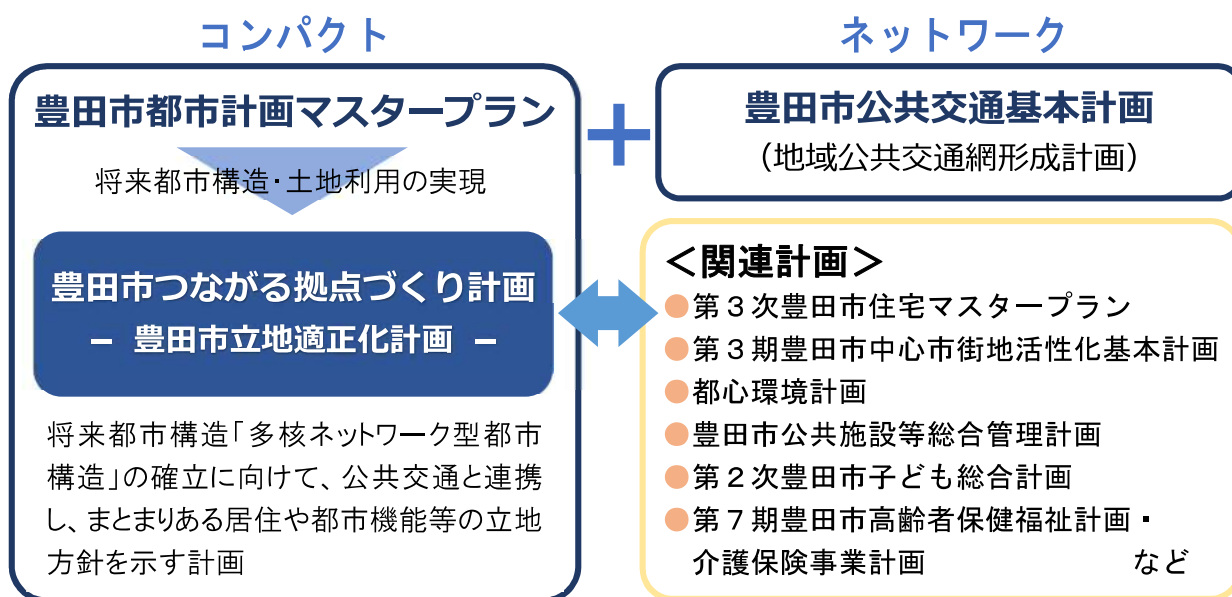 コンパクト
豊田市都市計画マスタープラン
将来都市構造・土地利用の実現
豊田市つながる拠点づくり計画
– 豊田市立地適正化計画 –
将来都市構造「多核ネットワーク型都市
構造」の確立に向けて、公共交通と連携
し、まとまりある居住や都市機能等の立地
方針を示す計画
+
ネットワーク
豊田市公共交通基本計画
（地域公共交通網形成計画）
＜関連計画＞
●第３次豊田市住宅マスタープラン
●第３期豊田市中心市街地活性化基本計画
●都心環境計画
●豊田市公共施設等総合管理計画
●第２次豊田市子ども総合計画
●第７期豊田市高齢者保健福祉計画・
介護保険事業計画　　　　　　　など